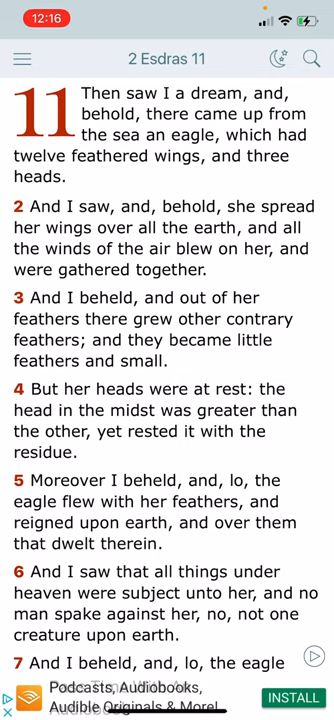 12:16
2 Esdras 11
11 Then saw I a dream, and,
behold, there came up from
the sea an eagle, which had
twelve feathered wings, and three
heads.
2 And I saw, and, behold, she spread
her wings over all the earth, and all
the winds of the air blew on her, and
were gathered together.
3 And I beheld, and out of her
feathers there grew other contrary
feathers; and they became little
feathers and small.
4 But her heads were at rest: the
head in the midst was greater than
the other, yet rested it with the
residue.
5 Moreover I beheld, and, lo, the
eagle flew with her feathers, and
reigned upon earth, and over them
that dwelt therein.
6 And I saw that all things under
heaven were subject unto her, and no
man spake against her, no, not one
creature upon earth.
7 And I beheld, and, lo, the eagle
Podcasts, Audiobooks,
Audible Originals & More!
INSTALL